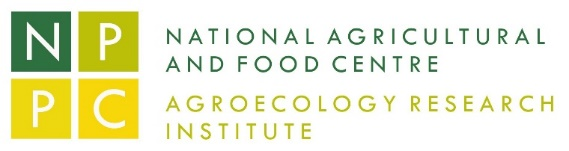 N P
P C
NATIONAL AGRICULTURAL
AND FOOD CENTRE
AGROECOLOGY RESEARCH
INSTITUTE